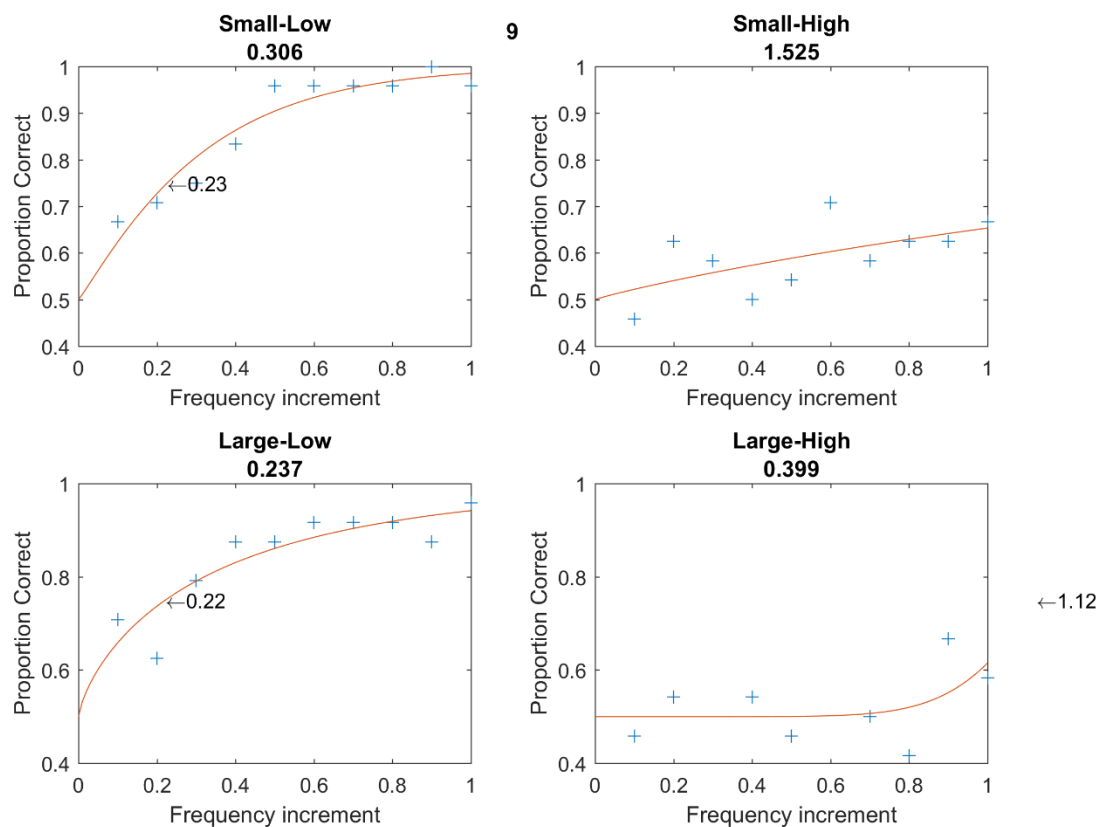 Small-Low
0.306
1
0.9
0.8
0.7
0.6
0.5
0.4
Proportion Correct
←0.23
0 0.2 0.4 0.6 0.8 1
Frequency increment
9
Small-High
1.525
1
0.9
0.8
0.7
0.6
0.5
0.4
Proportion Correct
0 0.2 0.4 0.6 0.8 1
Frequency increment
Large-Low
0.237
1
0.8
0.6
0.4
Proportion Correct
←0.22
0 0.2 0.4 0.6 0.8 1
Frequency increment
Large-High
0.399
1
0.8
0.6
0.4
Proportion Correct
←1.12
0 0.2 0.4 0.6 0.8 1
Frequency increment